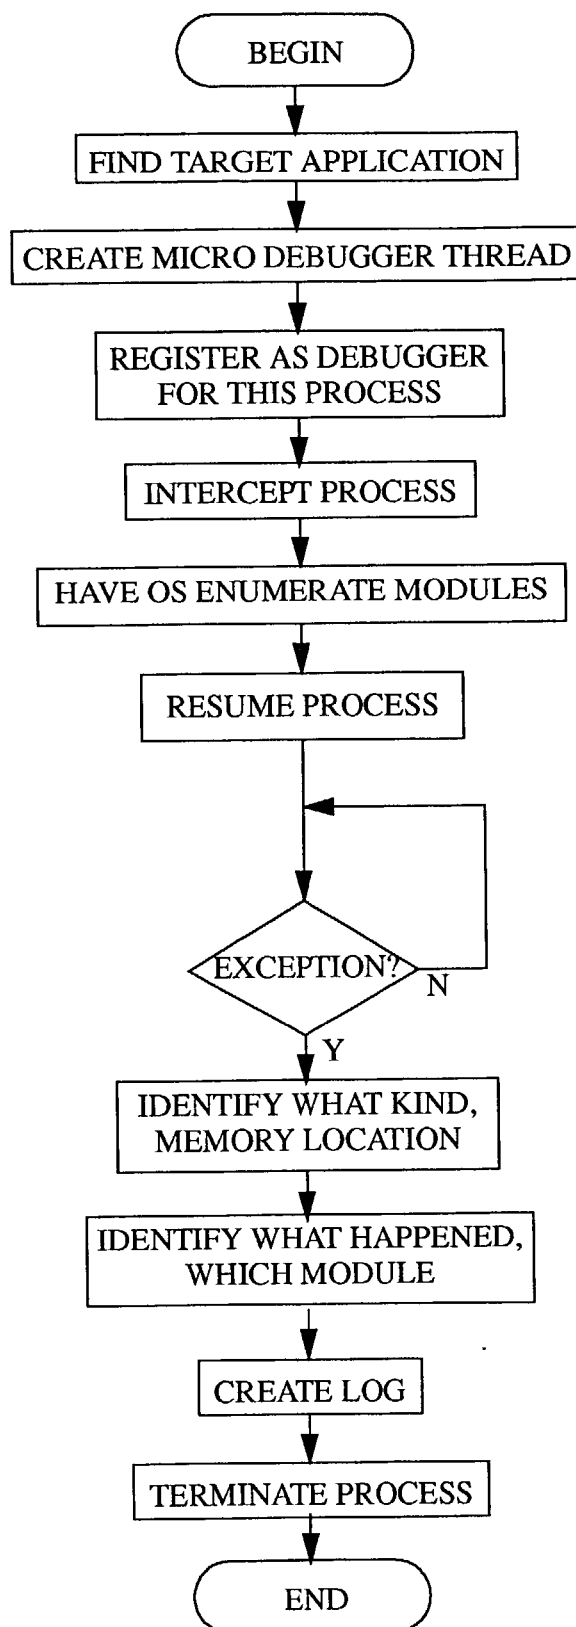 BEGIN
FIND TARGET APPLICATION
CREATE MICRO DEBUGGER THREAD
REGISTER AS DEBUGGER
FOR THIS PROCESS
INTERCEPT PROCESS
HAVE OS ENUMERATE MODULES
RESUME PROCESS
EXCEPTION?
N
Y
IDENTIFY WHAT KIND,
MEMORY LOCATION
IDENTIFY WHAT HAPPENED,
WHICH MODULE
CREATE LOG
TERMINATE PROCESS
END